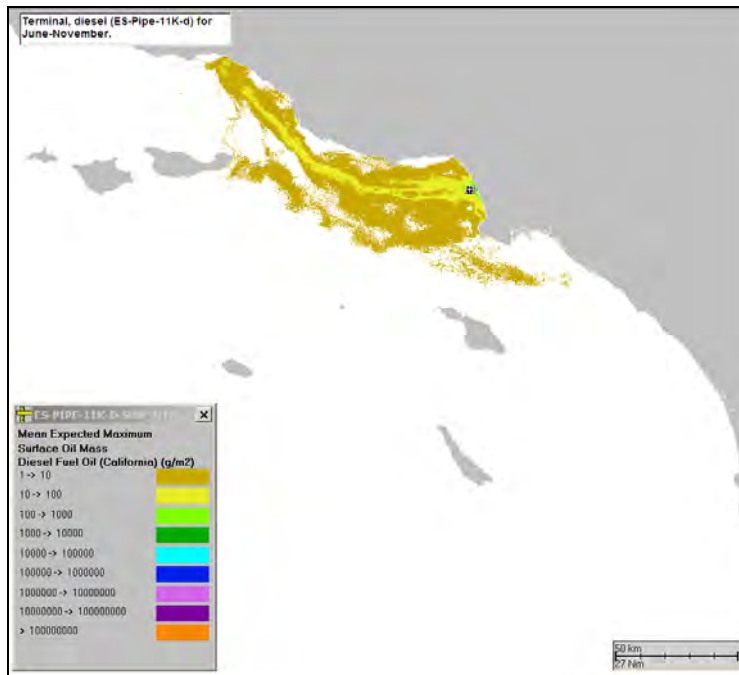 Terminal, diesel (ES-Pipe-11K-d) for
June-November.
Mean Expected Maximum
Surface Oil Mass
Diesel Fuel Oil (California) (g/m2)
1 -> 10
10 -> 100
100 -> 1000
1000 -> 10000
10000 -> 100000
100000 -> 1000000
1000000 -> 10000000
10000000 -> 100000000
> 100000000
50 km
27 Nm